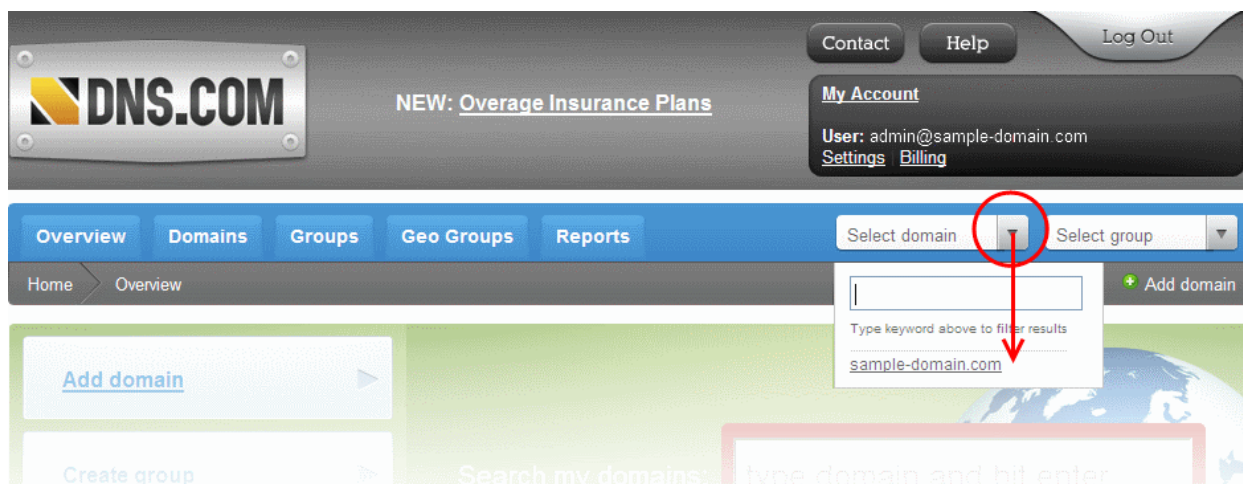 Contact Help Log Out
DNS.COM
NEW: Overage Insurance Plans
My Account
User: admin@sample-domain.com
Settings Billing
Overview Domains Groups Geo Groups Reports Select domain Select group
Home Overview Add domain
Type keyword above to filter results
sample-domain.com
Add domain
Create group Search my domains: type domain and hit enter